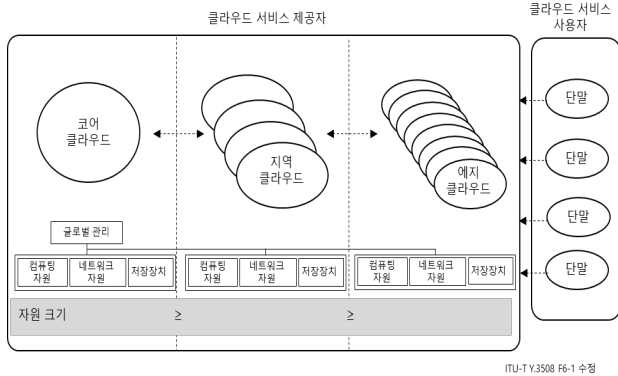 클라우드 서비스 제공자
클라우드 서비스
사용자
코어
클라우드
지역
클라우드
에지
클라우드
단말
단말
단말
단말
글로벌 관리
컴퓨팅
자원
네트워크
자원
저장장치
컴퓨팅
자원
네트워크
자원
저장장치
컴퓨팅
자원
네트워크
자원
저장장치
자원 크기 ≥ ≥
ITU-T Y.3508 F6-1 수정